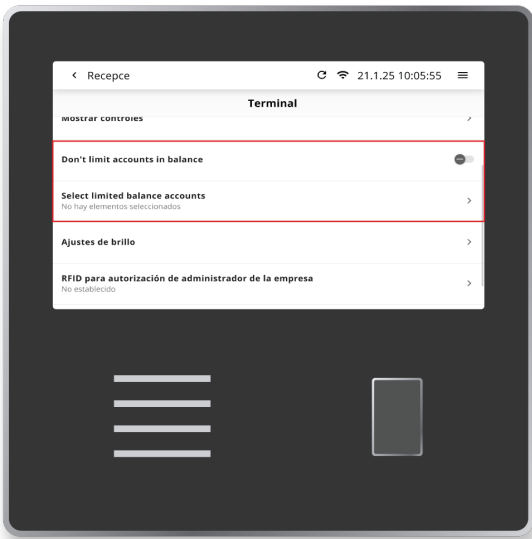 Recepce
21.1.25 10:05:55
Terminal
Mostrar controles
Don't limit accounts in balance
Select limited balance accounts
No hay elementos seleccionados
Ajustes de brillo
RFID para autorización de administrador de la empresa
No establecido